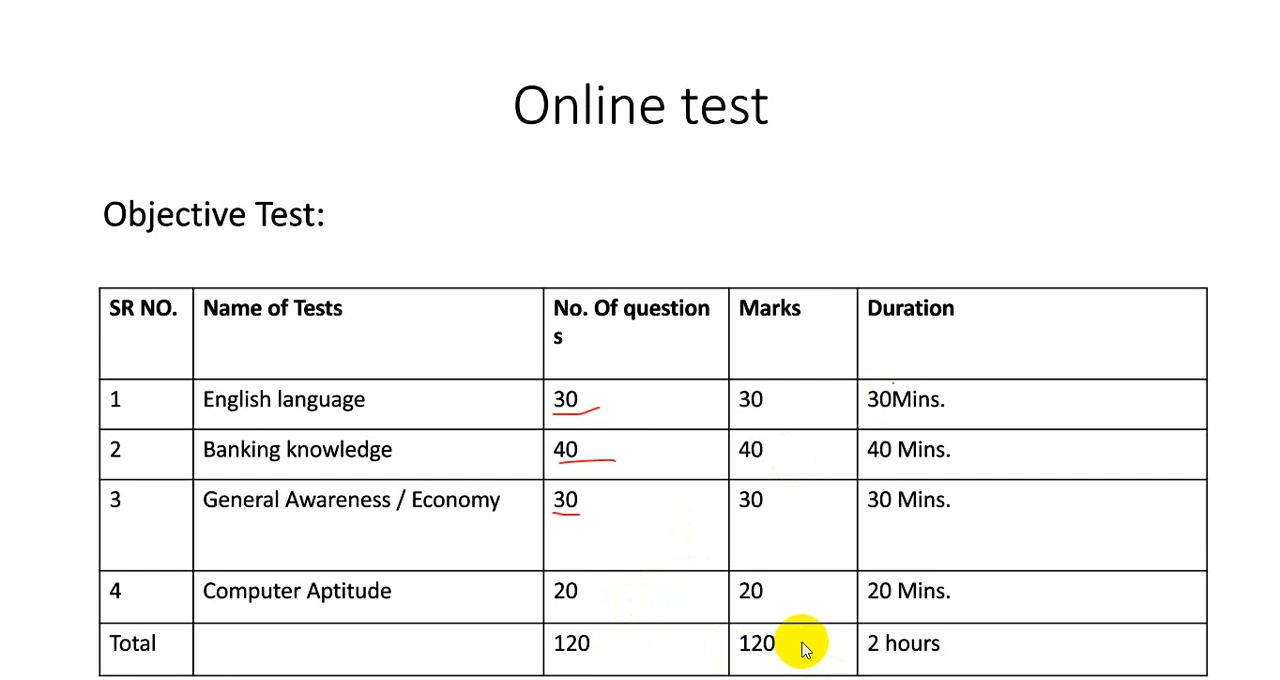 Online test
Objective Test:
SR NO. Name of Tests No. Of question Marks Duration
s
1 English language 30 30 30Mins.
2 Banking knowledge 40 40 40 Mins.
3 General Awareness / Economy 30 30 30 Mins.
4 Computer Aptitude 20 20 20 Mins.
Total 120 120 2 hours